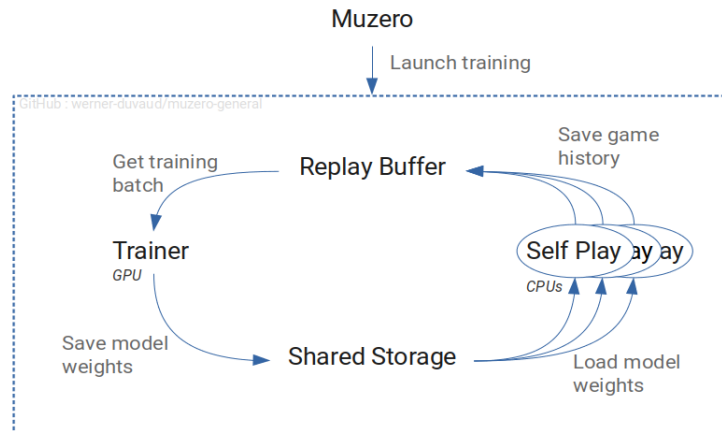 Muzero
Launch training
GitHub : werner-duvaud/muzero-general
Save game
history
Get training
batch
Replay Buffer
Trainer
GPU
Self Play
ay
ay
CPUs
Save model
weights
Shared Storage
Load model
weights